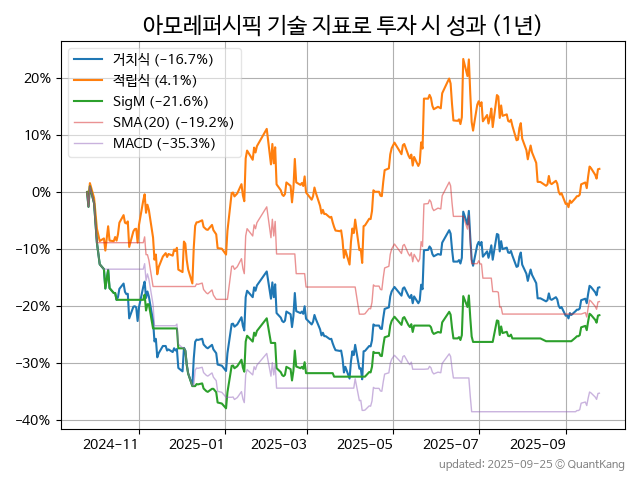 아모레퍼시픽 기술 지표로 투자 시 성과 (1년)
거치식 (−16.7%)
적립식 (4.1%)
SigM (−21.6%)
SMA(20) (−19.2%)
MACD (−35.3%)
20%
10%
0%
−10%
−20%
−30%
−40%
2024−11
2025−01
2025−03
2025−05
2025−07
2025−09
updated: 2025−09−25 ⓒ QuantKang